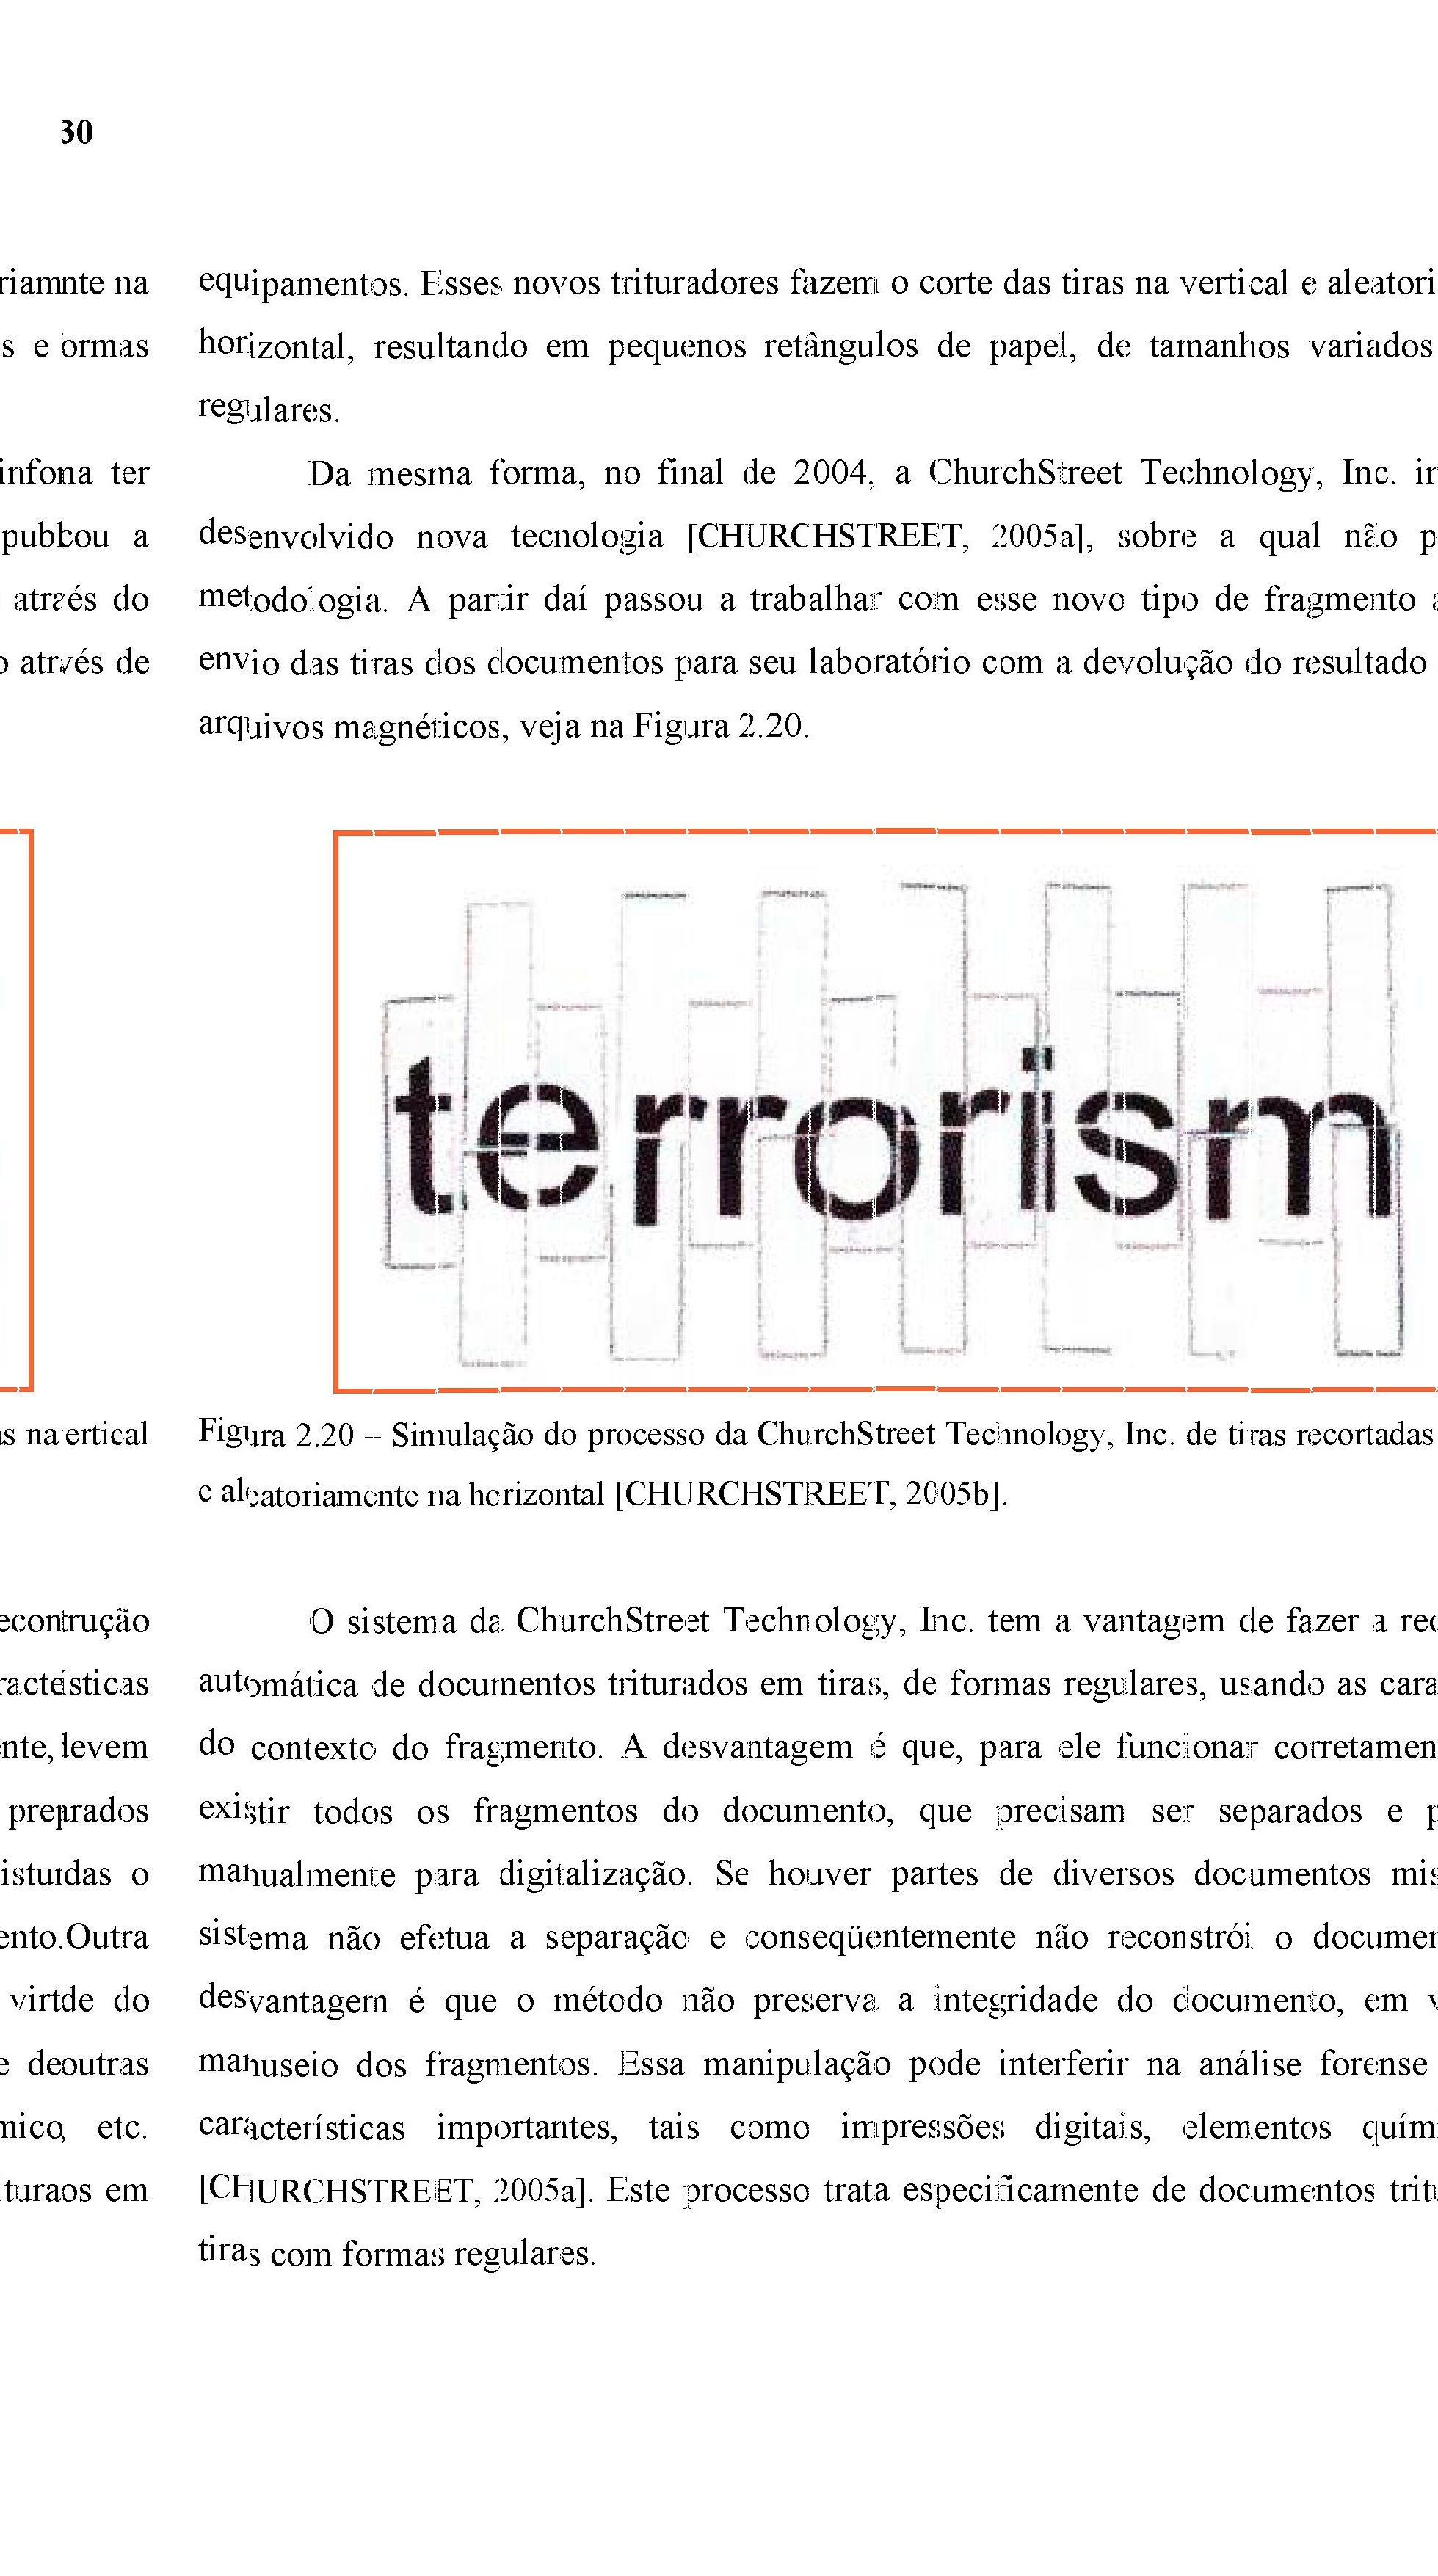 30
riamnte na
s e ormas
infona ter
pubbou a
atraés do
o atrvés de
as na ertical
econtrução
racteísticas
nte, levem
preprados
isturdas o
ento.Outra
virtde do
e deoutras
mico, etc.
turaos em
equipamentos. Esses novos trituradores fazem o corte das tiras na vertical e aleatori
horizontal, resultando em pequenos retângulos de papel, de tamanhos variados
regulares.
Da mesma forma, no final de 2004, a ChurchStreet Technology, Inc. in
desenvolvido nova tecnologia [CHURCHSTREET, 2005a], sobre a qual não p
metodologia. A partir daí passou a trabalhar com esse novo tipo de fragmento a
envio das tiras dos documentos para seu laboratório com a devolução do resultado
arquivos magnéticos, veja na Figura 2.20.
terrorism
Figura 2.20 – Simulação do processo da ChurchStreet Technology, Inc. de tiras recortadas
e aleatoriamente na horizontal [CHURCHSTREET, 2005b].
O sistema da ChurchStreet Technology, Inc. tem a vantagem de fazer a rec
automática de documentos triturados em tiras, de formas regulares, usando as cara
do contexto do fragmento. A desvantagem é que, para ele funcionar corretamen
existir todos os fragmentos do documento, que precisam ser separados e p
manualmente para digitalização. Se houver partes de diversos documentos mis
sistema não efetua a separação e conseqüentemente não reconstrói o documen
desvantagem é que o método não preserva a integridade do documento, em v
manuseio dos fragmentos. Essa manipulação pode interferir na análise forense
características importantes, tais como impressões digitais, elementos quími
[CHURCHSTREET, 2005a]. Este processo trata especificamente de documentos tritu
tiras com formas regulares.